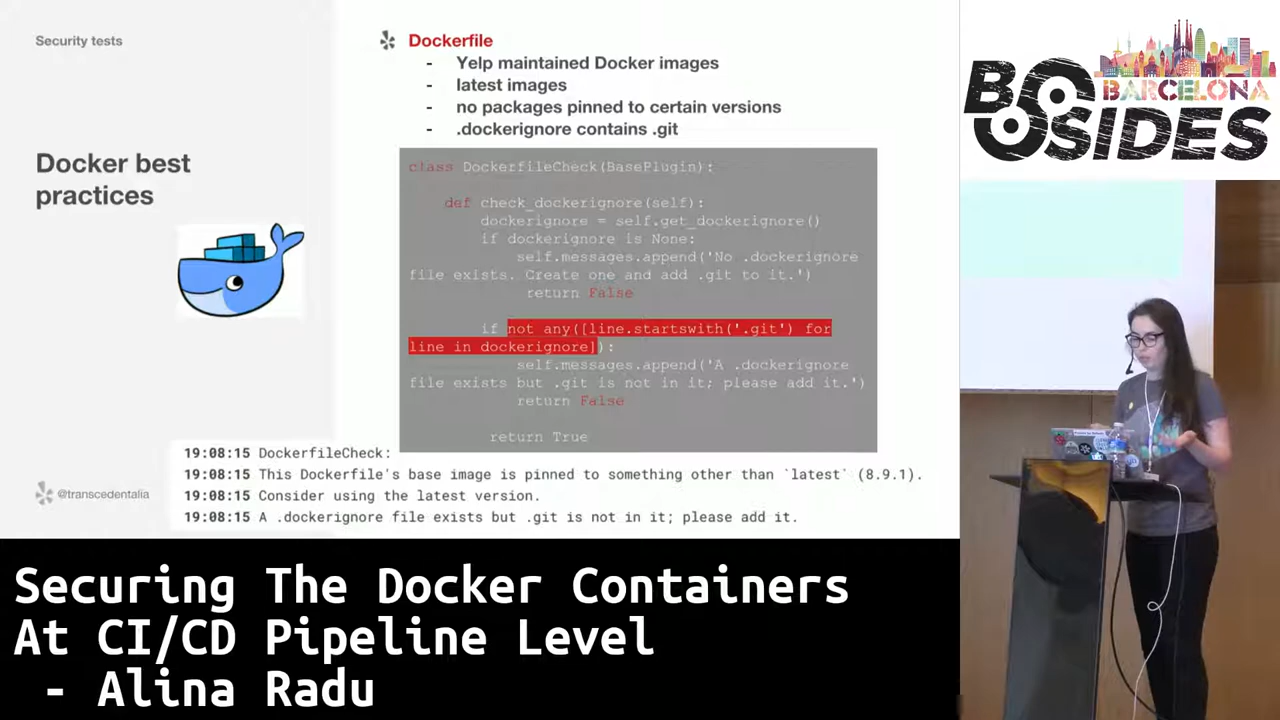 Security tests
Docker best
practices
Dockerfile
- Yelp maintained Docker images
- latest images
- no packages pinned to certain versions
- .dockerignore contains .git
class DockerfileCheck(BasePlugin):
def check_dockerignore(self):
dockerignore = self.get_dockerignore()
if dockerignore is None:
self.messages.append('No .dockerignore
file exists. Create one and add .git to it.')
return False
if not any([line.startswith('.git') for
line in dockerignore]):
self.messages.append('A .dockerignore
file exists but .git is not in it; please add it.')
return False
return True
19:08:15 DockerfileCheck:
19:08:15 This Dockerfile's base image is pinned to something other than `latest` (8.9.1).
19:08:15 Consider using the latest version.
19:08:15 A .dockerignore file exists but .git is not in it; please add it.
@transcedentalia
BSIDES
BARCELONA
Securing The Docker Containers
At CI/CD Pipeline Level
- Alina Radu